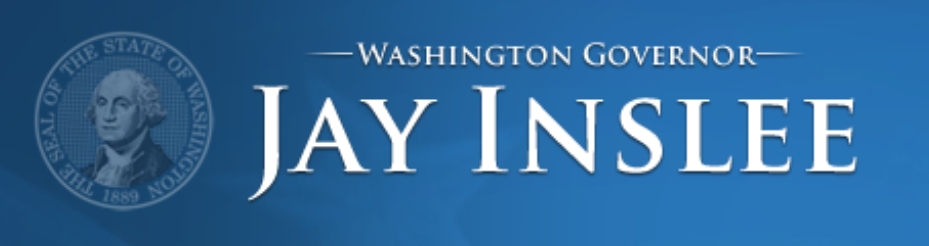 THE SEAL OF THE STATE OF WASHINGTON
1889
WASHINGTON GOVERNOR
JAY INSLEE